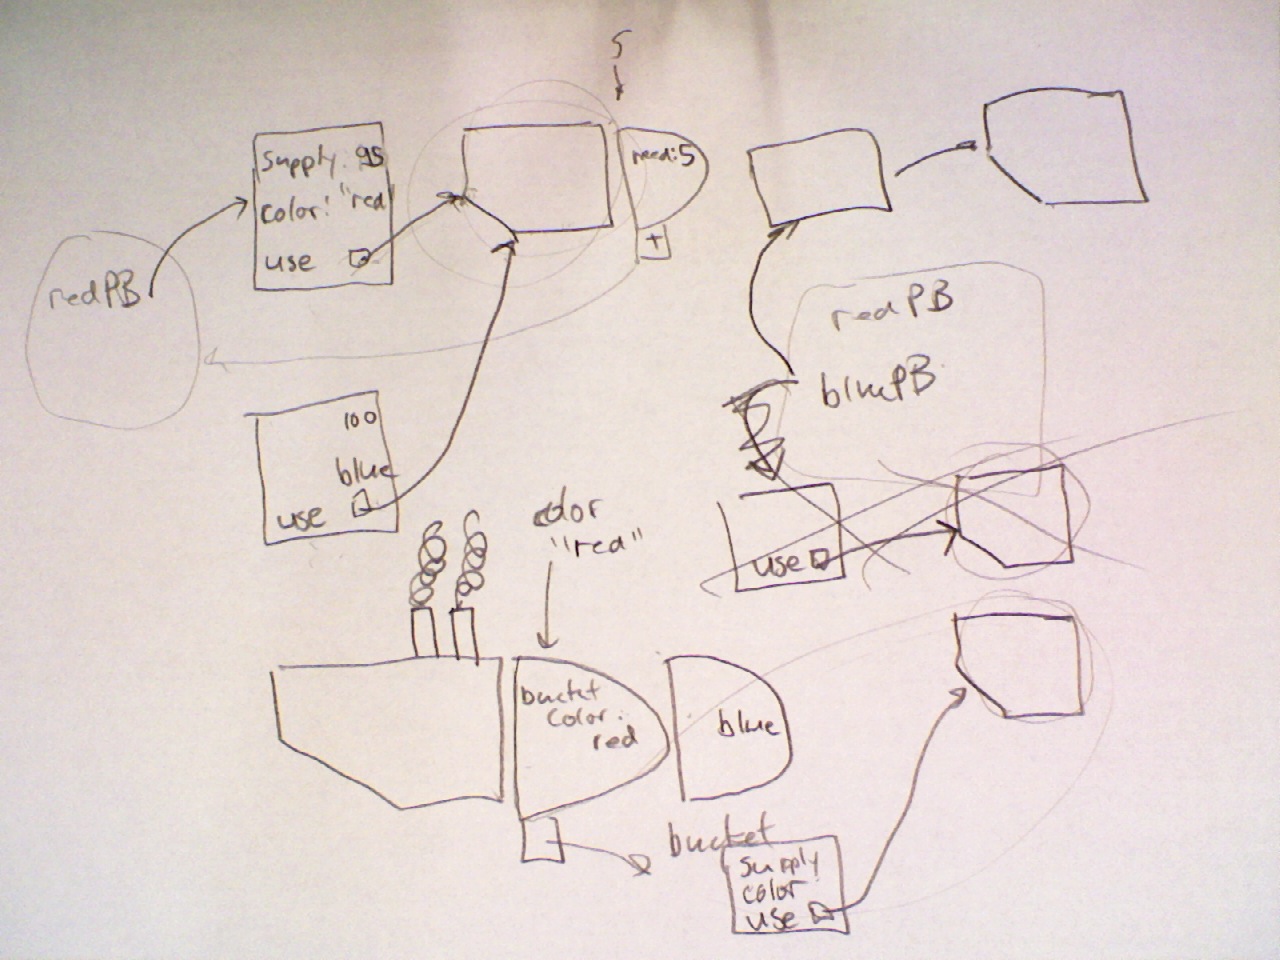 5
supply: 95
color: "red"
use
need: 5
+
redPB
redPB
bluePB
100
blue
use
color
"red"
use
bucket
color:
red
blue
bucket
supply
color
use